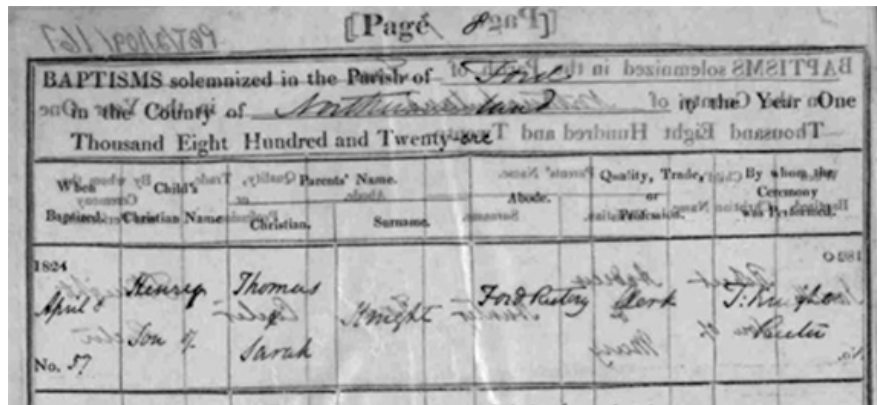 [Page 8]
BAPTISMS solemnized in the Parish of Ford
in the County of Northumberland in the Year One
Thousand Eight Hundred and Twenty-one
When Baptized. Child's Christian Name. Parents' Name. Abode. Quality, Trade, or Profession. By whom the Ceremony was Performed.
Christian. Surname.
1824
April 8 Henry Thomas Knight Ford Rectory Clerk T. Knight
Son of & Rector
No. 57 Sarah